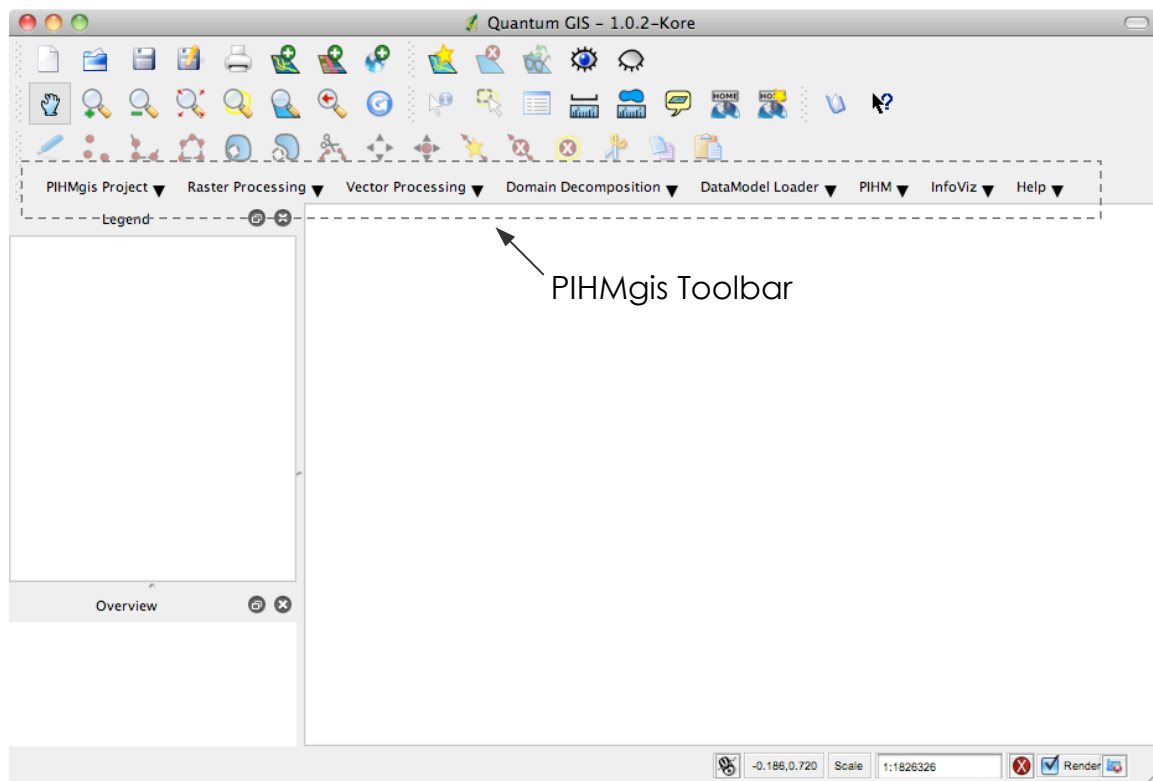 Quantum GIS - 1.0.2-Kore
HOME
PIHMgis Project Raster Processing Vector Processing Domain Decomposition DataModel Loader PIHM InfoViz Help
Legend
PIHMgis Toolbar
Overview
-0.186,0.720 Scale 1:1826326 Render